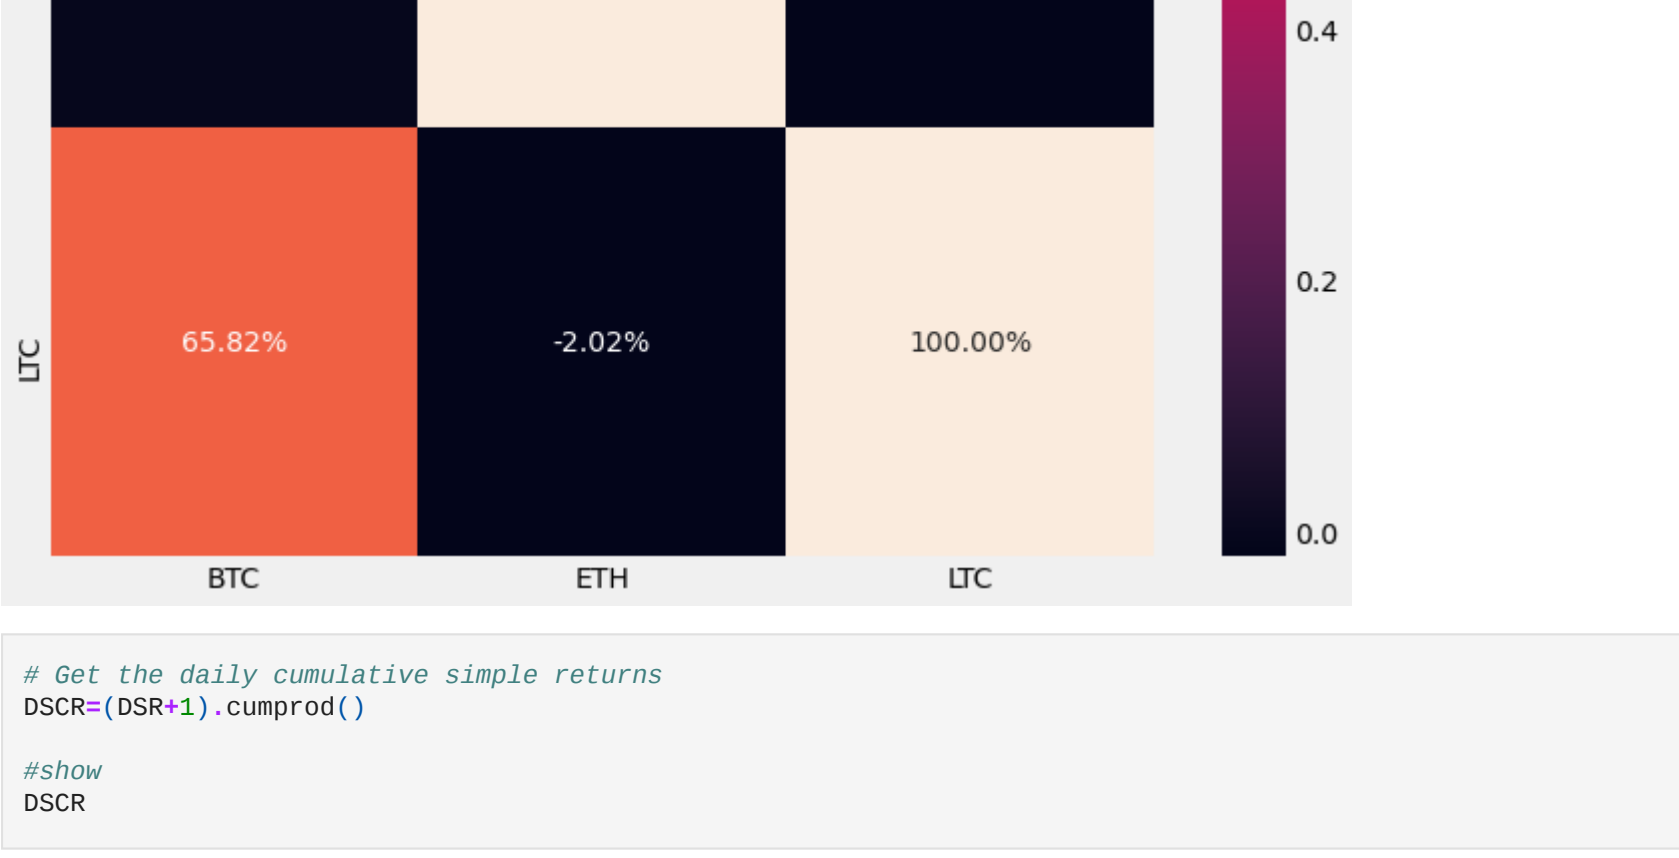 0.4
0.2
LTC
65.82%
-2.02%
100.00%
0.0
BTC
ETH
LTC
# Get the daily cumulative simple returns
DSCR=(DSR+1).cumprod()
#show
DSCR